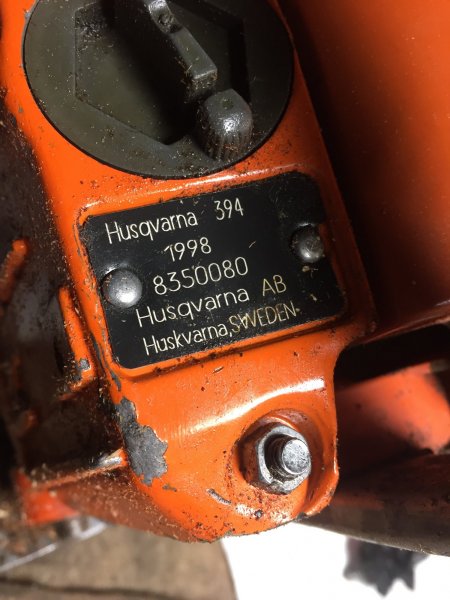 Husqvarna 394
1998
8350080
Husqvarna AB
Huskvarna, SWEDEN